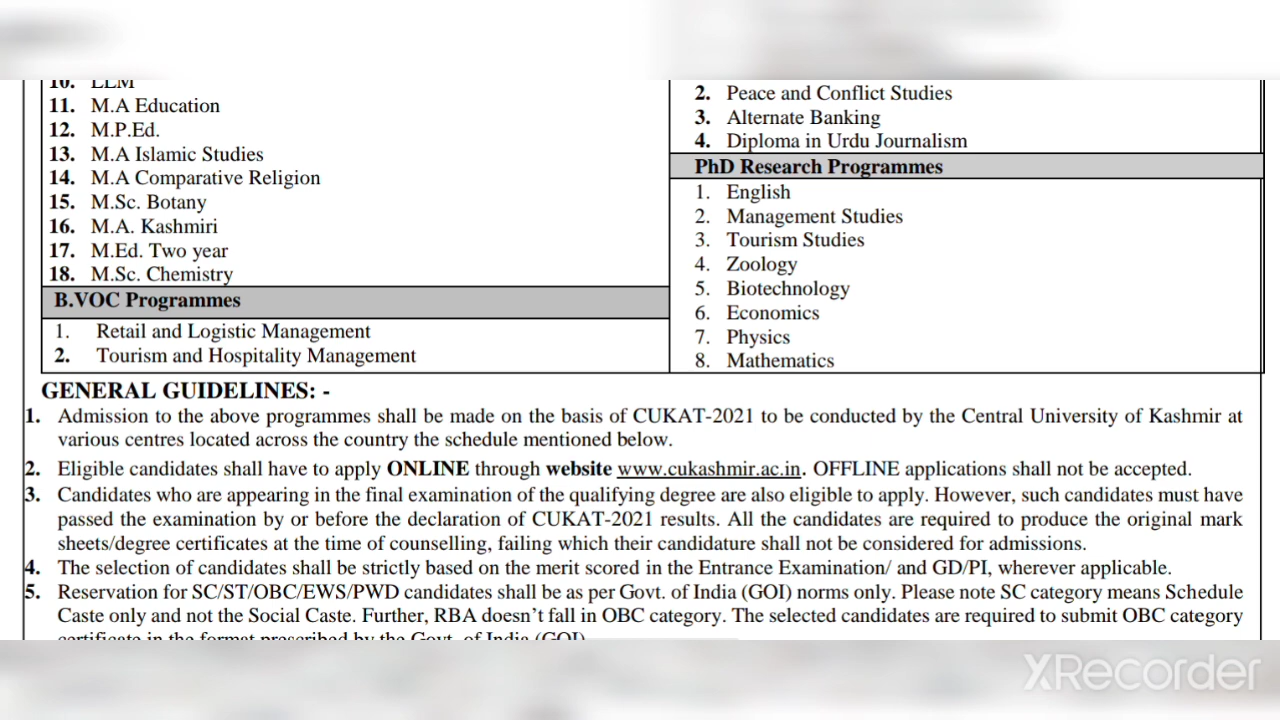 10. LLM
11. M.A Education
12. M.P.Ed.
13. M.A Islamic Studies
14. M.A Comparative Religion
15. M.Sc. Botany
16. M.A. Kashmiri
17. M.Ed. Two year
18. M.Sc. Chemistry
B.VOC Programmes
1. Retail and Logistic Management
2. Tourism and Hospitality Management
2. Peace and Conflict Studies
3. Alternate Banking
4. Diploma in Urdu Journalism
PhD Research Programmes
1. English
2. Management Studies
3. Tourism Studies
4. Zoology
5. Biotechnology
6. Economics
7. Physics
8. Mathematics
GENERAL GUIDELINES: -
1. Admission to the above programmes shall be made on the basis of CUKAT-2021 to be conducted by the Central University of Kashmir at
various centres located across the country the schedule mentioned below.
2. Eligible candidates shall have to apply ONLINE through website www.cukashmir.ac.in. OFFLINE applications shall not be accepted.
3. Candidates who are appearing in the final examination of the qualifying degree are also eligible to apply. However, such candidates must have
passed the examination by or before the declaration of CUKAT-2021 results. All the candidates are required to produce the original mark
sheets/degree certificates at the time of counselling, failing which their candidature shall not be considered for admissions.
4. The selection of candidates shall be strictly based on the merit scored in the Entrance Examination/ and GD/PI, wherever applicable.
5. Reservation for SC/ST/OBC/EWS/PWD candidates shall be as per Govt. of India (GOI) norms only. Please note SC category means Schedule
Caste only and not the Social Caste. Further, RBA doesn't fall in OBC category. The selected candidates are required to submit OBC category
certificate in the format prescribed by the Govt. of India (GOI)
XRecorder